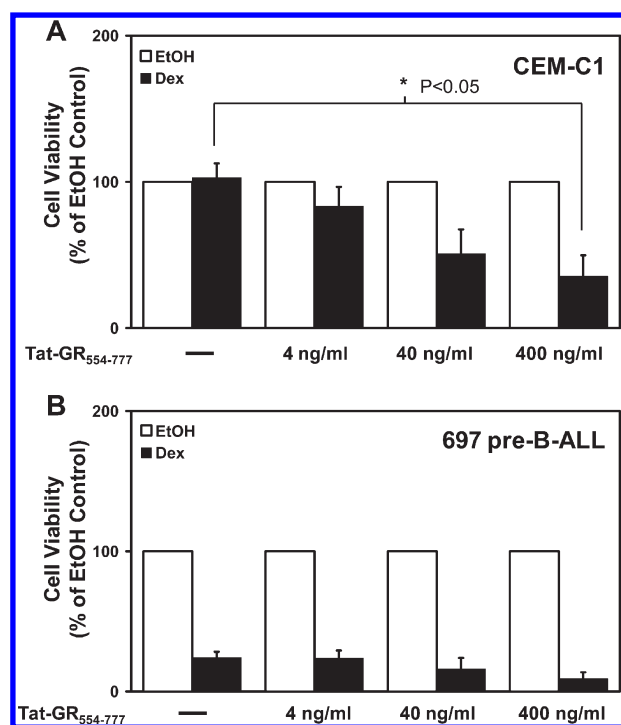 A
200
EtOH
Dex
CEM-C1
* P<0.05
Cell Viability
(% of EtOH Control)
100
0
Tat-GR554-777 — 4 ng/ml 40 ng/ml 400 ng/ml
B
200
EtOH
Dex
697 pre-B-ALL
Cell Viability
(% of EtOH Control)
100
0
Tat-GR554-777 — 4 ng/ml 40 ng/ml 400 ng/ml